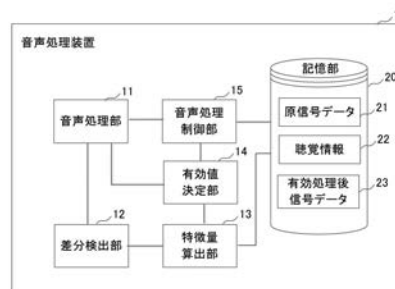 音声処理装置
11
音声処理部
15
音声処理
制御部
14
有効値
決定部
12
差分検出部
13
特徴量
算出部
記憶部
20
原信号データ
21
聴覚情報
22
有効処理後
信号データ
23